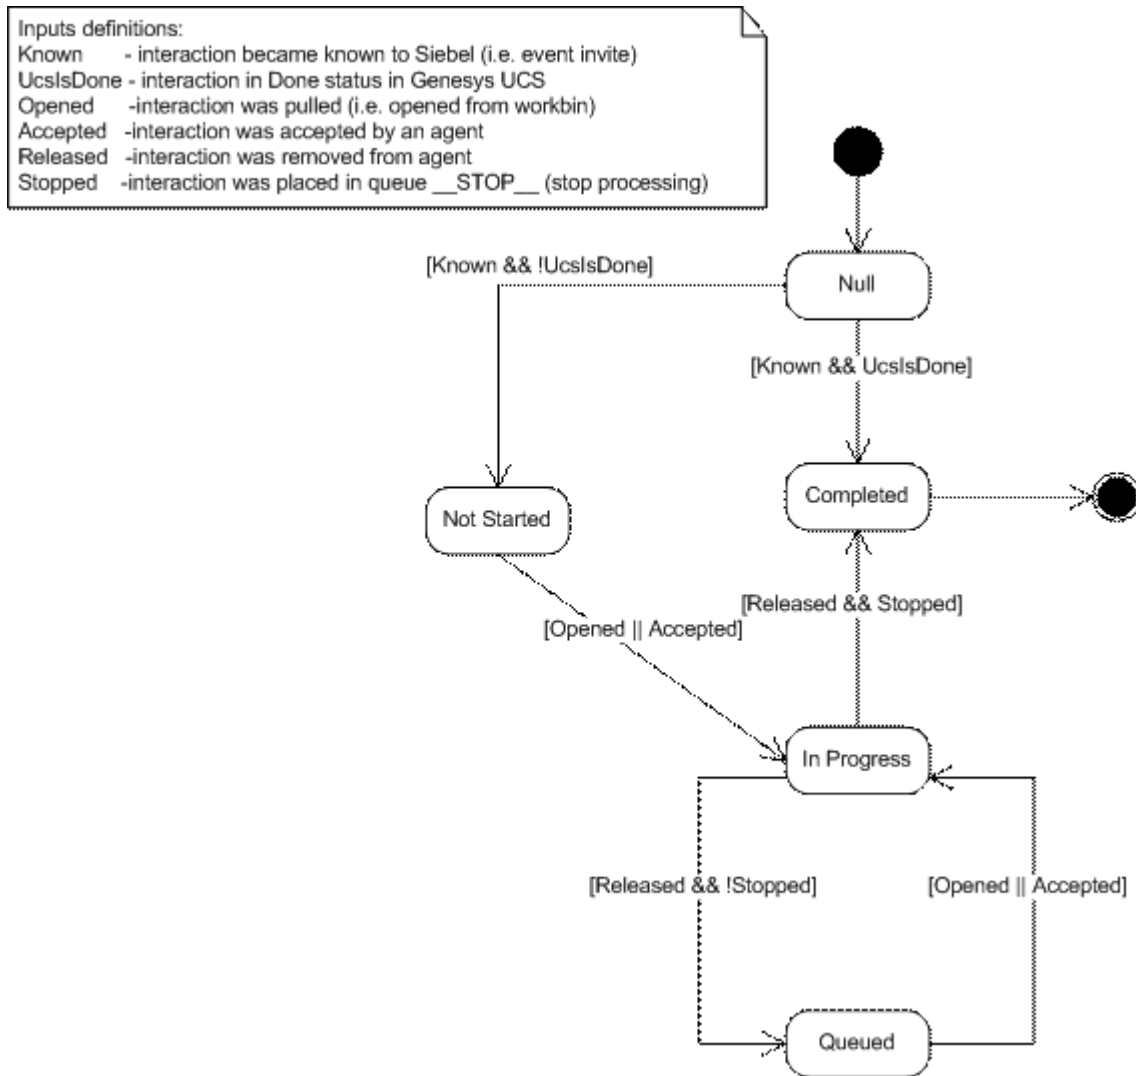 Inputs definitions:
Known - interaction became known to Siebel (i.e. event invite)
UcsIsDone - interaction in Done status in Genesys UCS
Opened -interaction was pulled (i.e. opened from workbin)
Accepted -interaction was accepted by an agent
Released -interaction was removed from agent
Stopped -interaction was placed in queue __STOP__ (stop processing)
[Known && !UcsIsDone]
Null
[Known && UcsIsDone]
Completed
Not Started
[Released && Stopped]
[Opened || Accepted]
In Progress
[Released && !Stopped]
[Opened || Accepted]
Queued